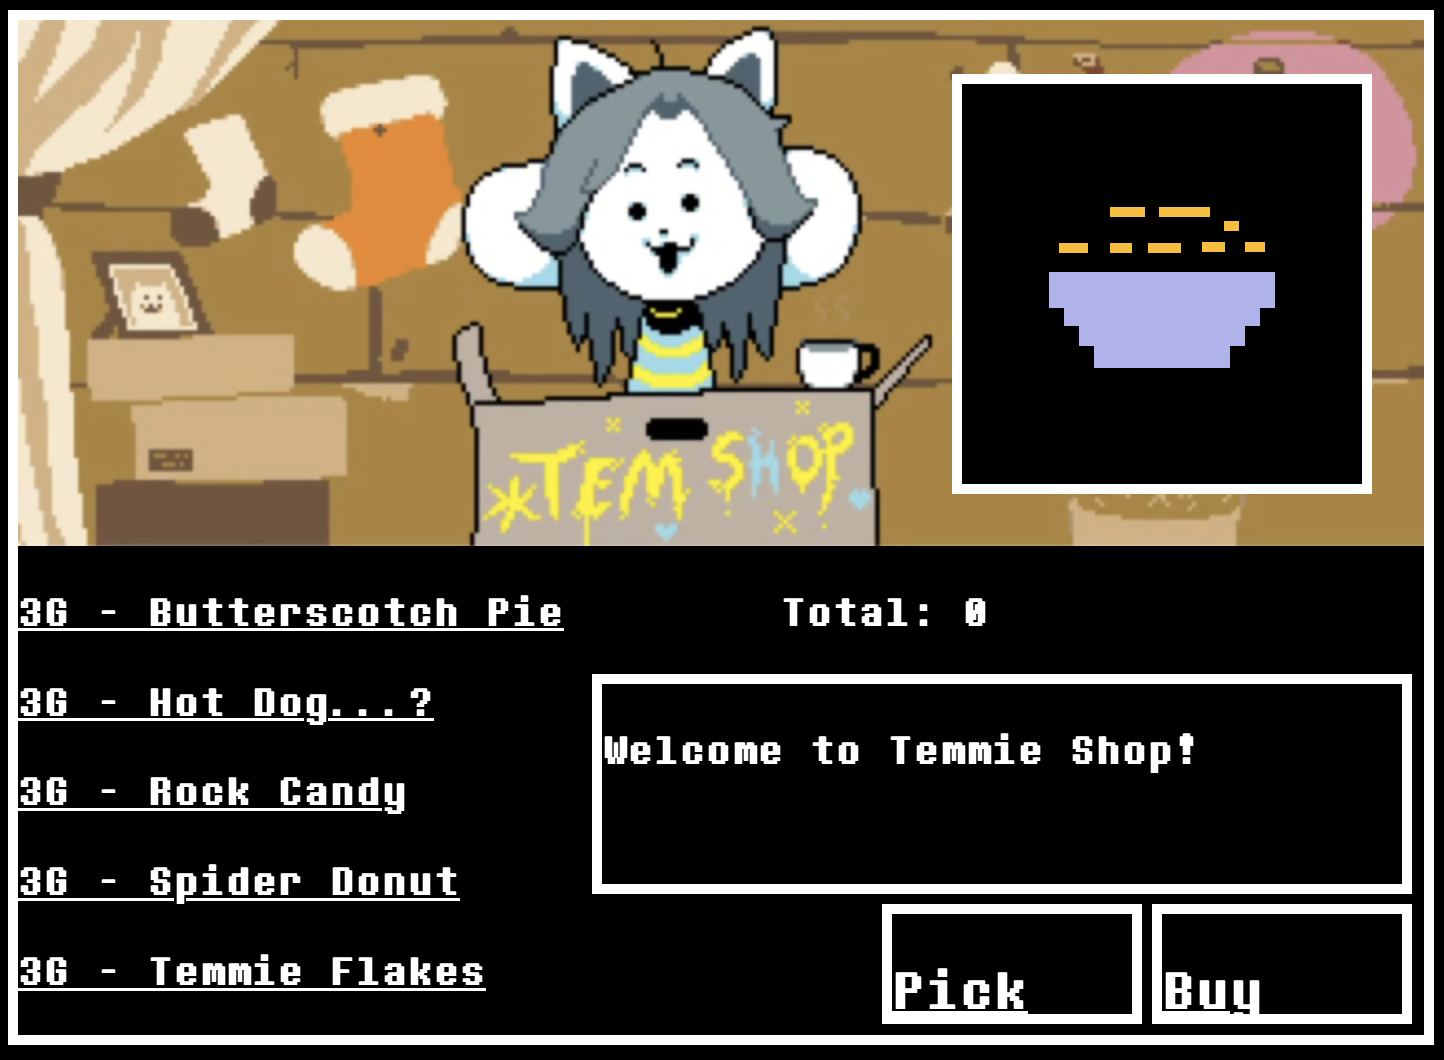 *TEM SHOP
3G - Butterscotch Pie
Total: 0
3G - Hot Dog...?
Welcome to Temmie Shop!
3G - Rock Candy
3G - Spider Donut
3G - Temmie Flakes
Pick
Buy